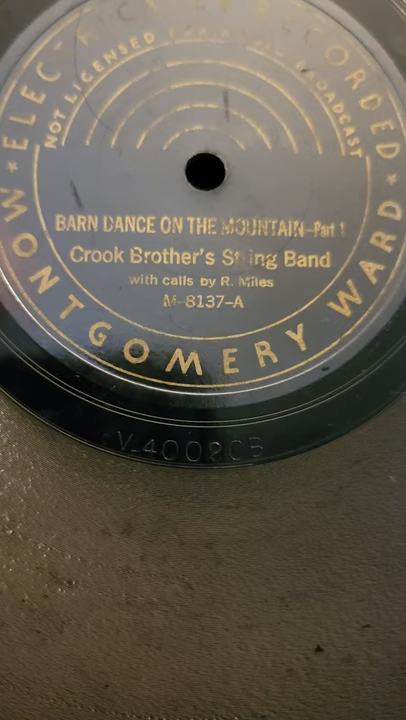 ELECTRICALLY RECORDED
NOT LICENSED FOR RADIO BROADCAST
BARN DANCE ON THE MOUNTAIN—Part 1
Crook Brother's String Band
with calls by R. Miles
M-8137-A
MONTGOMERY WARD